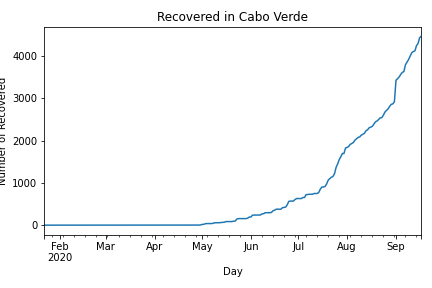 Recovered in Cabo Verde
Number of Recovered
4000
3000
2000
1000
0
Feb
2020
Mar
Apr
May
Jun
Jul
Aug
Sep
Day